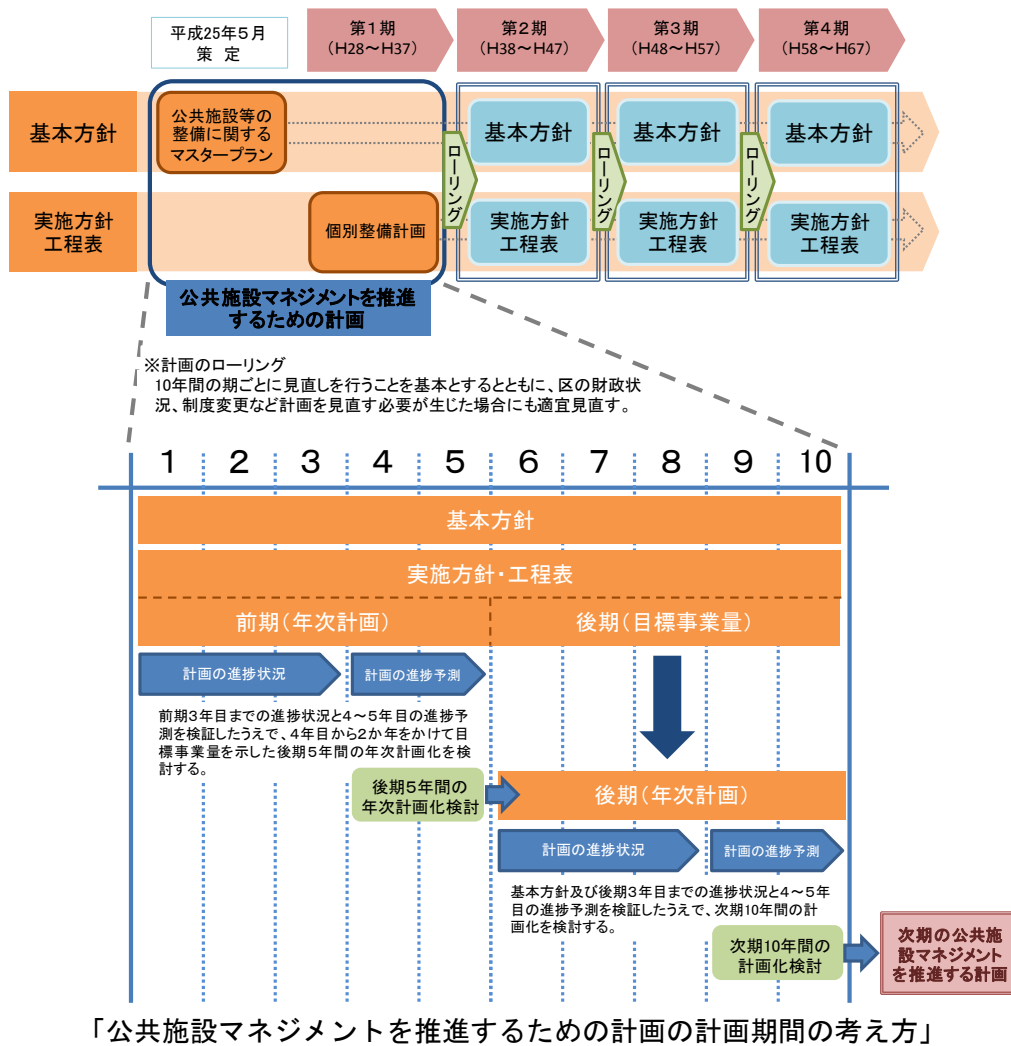 平成25年5月
策 定
第1期
(H28～H37)
第2期
(H38～H47)
第3期
(H48～H57)
第4期
(H58～H67)
基本方針
公共施設等の
整備に関する
マスタープラン
ローリング
基本方針
ローリング
基本方針
ローリング
基本方針
実施方針
工程表
個別整備計画
実施方針
工程表
実施方針
工程表
実施方針
工程表
公共施設マネジメントを推進
するための計画
※計画のローリング
10年間の期ごとに見直しを行うことを基本とするとともに、区の財政状
況、制度変更など計画を見直す必要が生じた場合にも適宜見直す。
1 2 3 4 5 6 7 8 9 10
基本方針
実施方針・工程表
前期(年次計画) 後期(目標事業量)
計画の進捗状況 計画の進捗予測
前期3年目までの進捗状況と4～5年目の進捗予
測を検証したうえで、4年目から2か年をかけて目
標事業量を示した後期5年間の年次計画化を検
討する。
後期5年間の
年次計画化検討
後期(年次計画)
計画の進捗状況 計画の進捗予測
基本方針及び後期3年目までの進捗状況と4～5年
目の進捗予測を検証したうえで、次期10年間の計
画化を検討する。
次期10年間の
計画化検討
次期の公共施
設マネジメント
を推進する計画
「公共施設マネジメントを推進するための計画の計画期間の考え方」